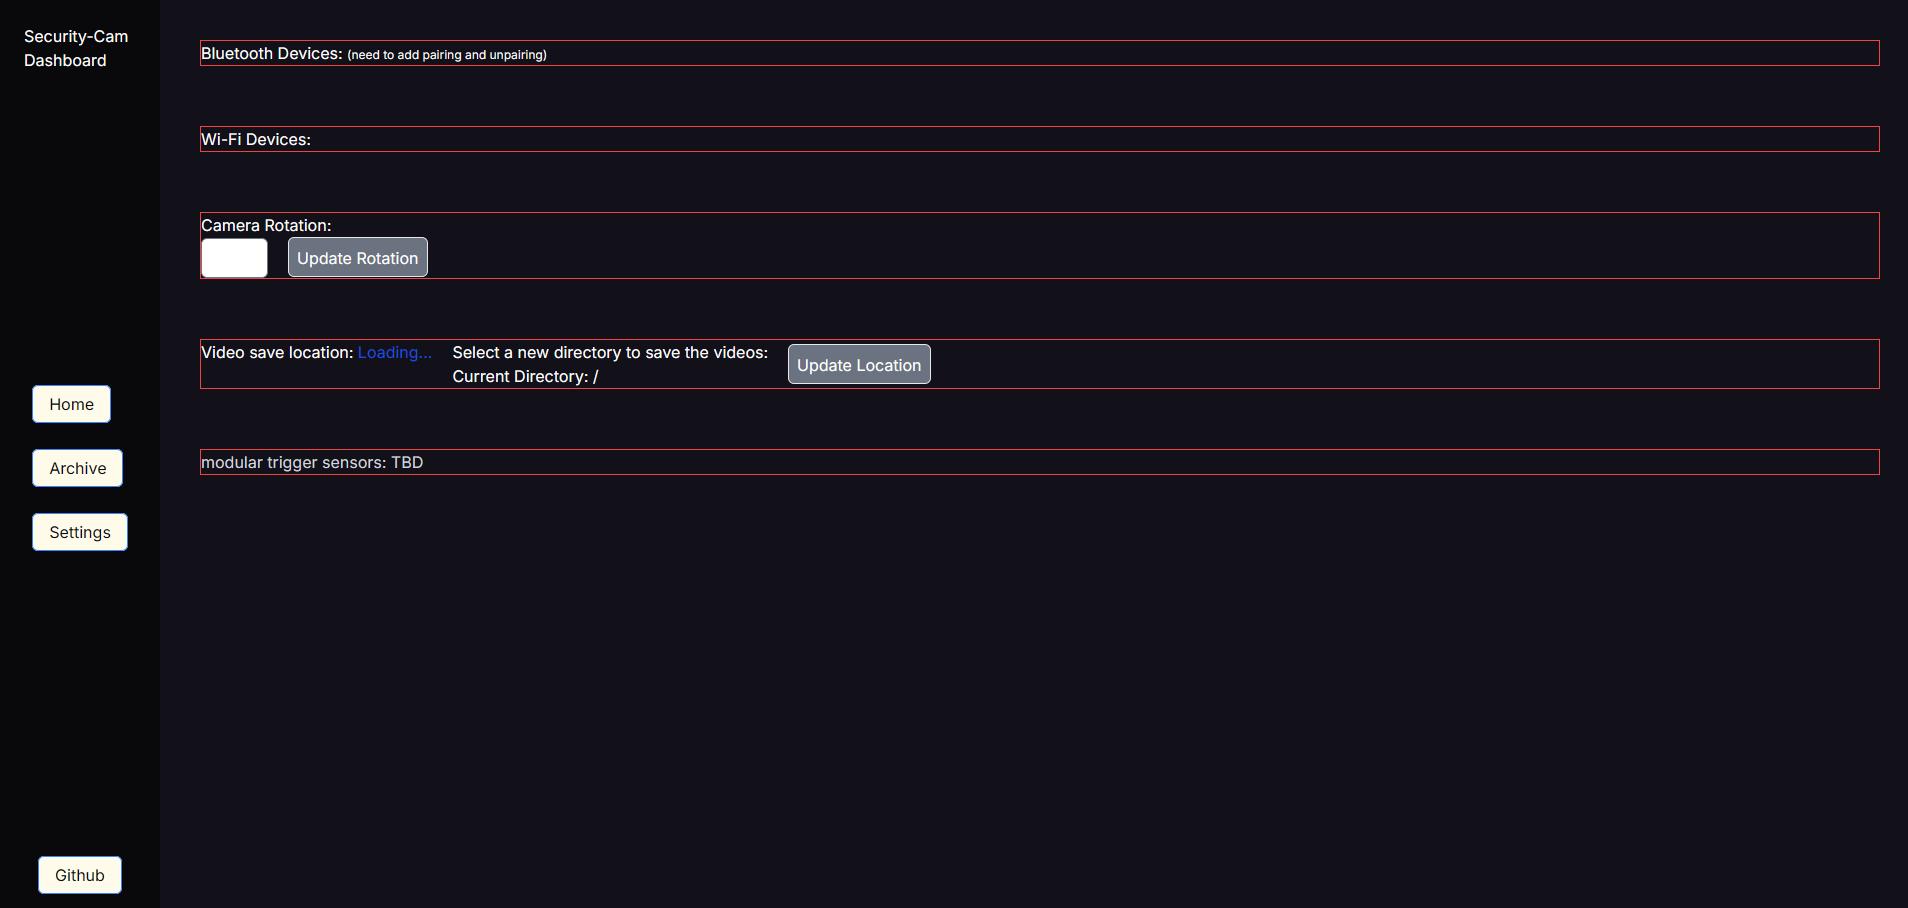 Security-Cam
Dashboard
Home
Archive
Settings
Github
Bluetooth Devices: (need to add pairing and unpairing)
Wi-Fi Devices:
Camera Rotation:
Update Rotation
Video save location: Loading...
Select a new directory to save the videos:
Current Directory: /
Update Location
modular trigger sensors: TBD